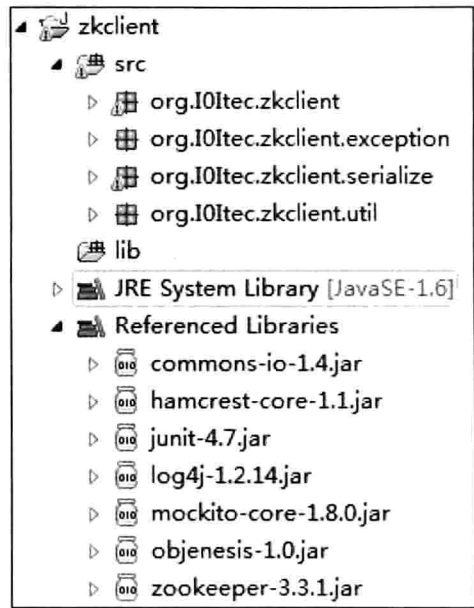 zkclient
src
org.I0Itec.zkclient
org.I0Itec.zkclient.exception
org.I0Itec.zkclient.serialize
org.I0Itec.zkclient.util
lib
JRE System Library [JavaSE-1.6]
Referenced Libraries
commons-io-1.4.jar
hamcrest-core-1.1.jar
junit-4.7.jar
log4j-1.2.14.jar
mockito-core-1.8.0.jar
objenesis-1.0.jar
zookeeper-3.3.1.jar